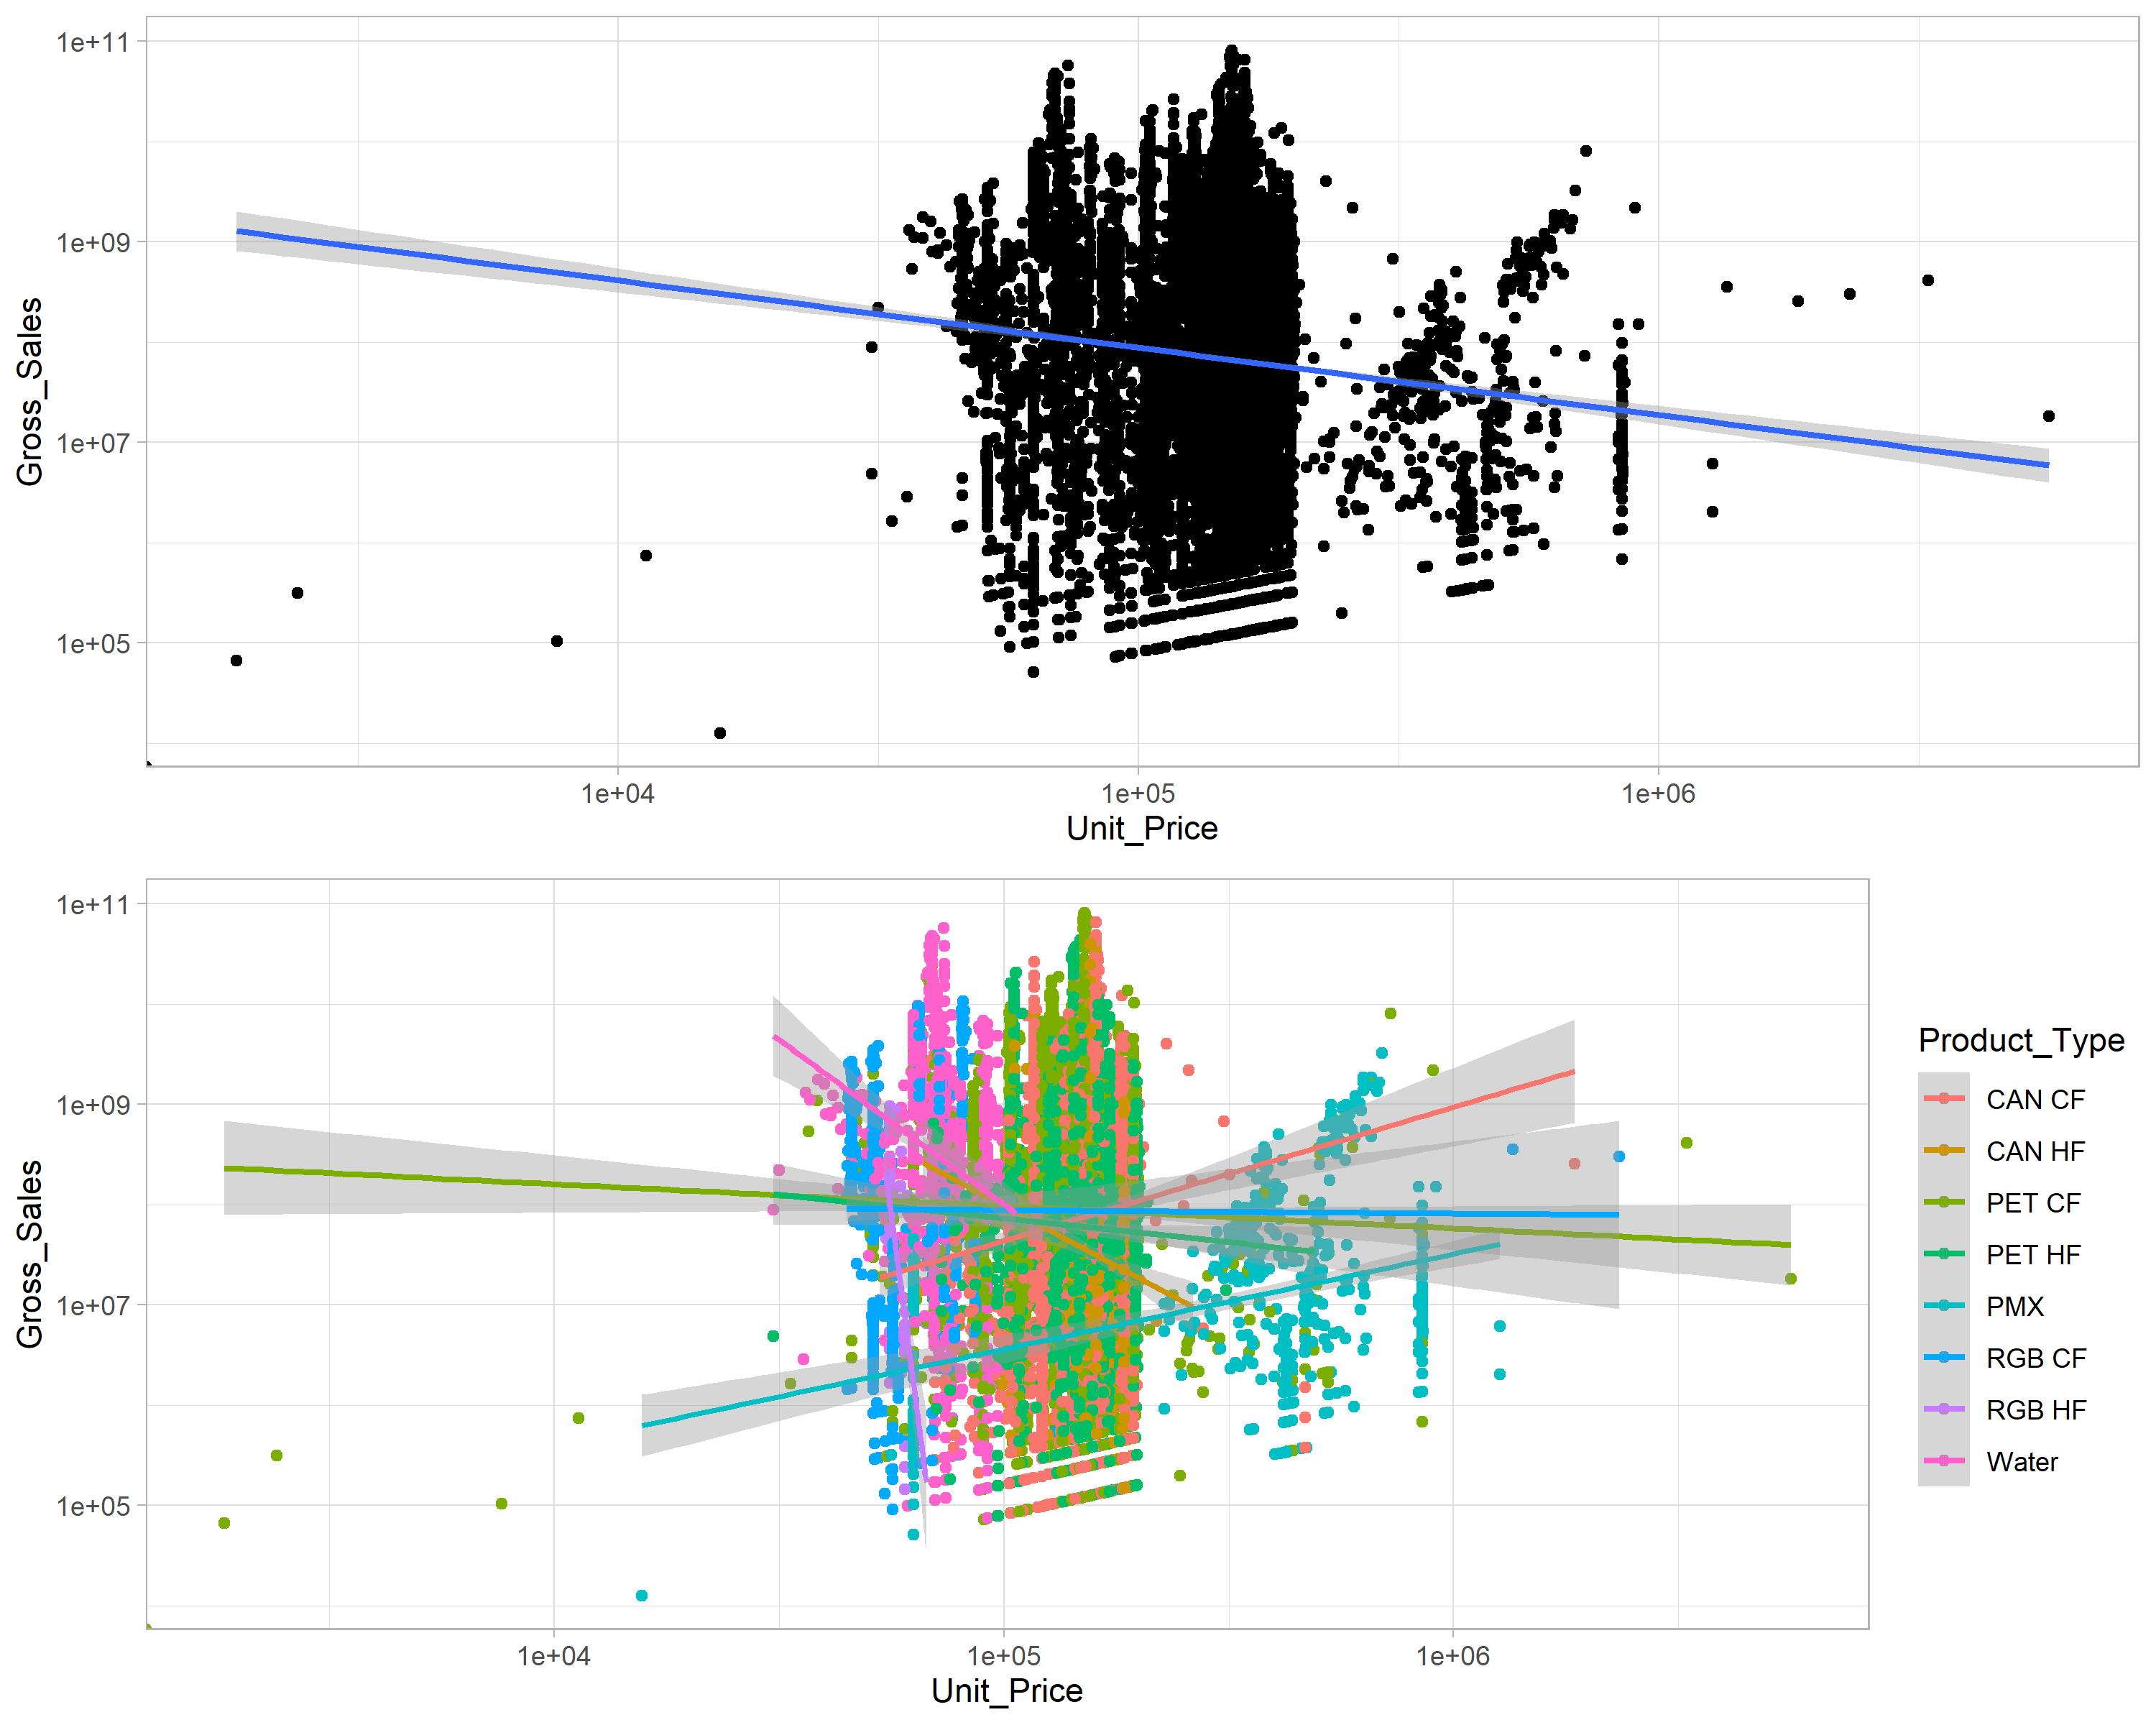 1e+11
1e+09
1e+07
1e+05
Gross_Sales
1e+04 1e+05 1e+06
Unit_Price
1e+11
1e+09
1e+07
1e+05
Gross_Sales
1e+04 1e+05 1e+06
Unit_Price
Product_Type
CAN CF
CAN HF
PET CF
PET HF
PMX
RGB CF
RGB HF
Water